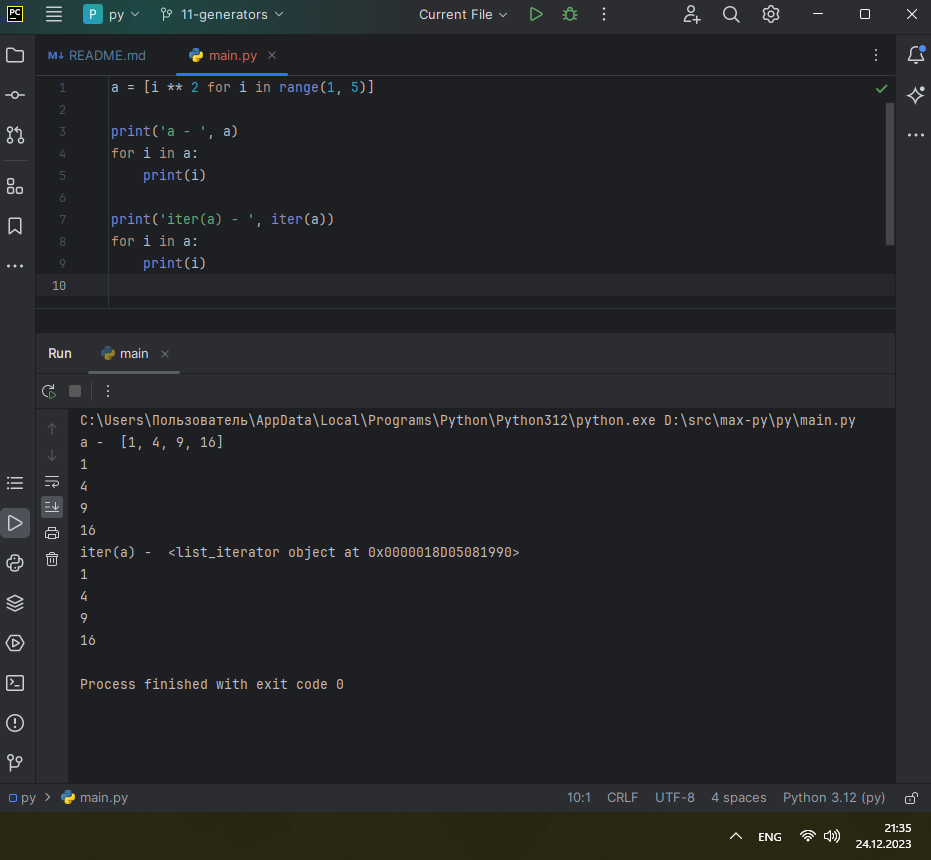 PC P py 11-generators Current File
M↓ README.md main.py
1 a = [i ** 2 for i in range(1, 5)]
2
3 print('a - ', a)
4 for i in a:
5     print(i)
6
7 print('iter(a) - ', iter(a))
8 for i in a:
9     print(i)
10
Run main
C:\Users\Пользователь\AppData\Local\Programs\Python\Python312\python.exe D:\src\max-py\py\main.py
a -  [1, 4, 9, 16]
1
4
9
16
iter(a) -  <list_iterator object at 0x0000018D05081990>
1
4
9
16
Process finished with exit code 0
py > main.py 10:1 CRLF UTF-8 4 spaces Python 3.12 (py)
ENG 21:35
24.12.2023